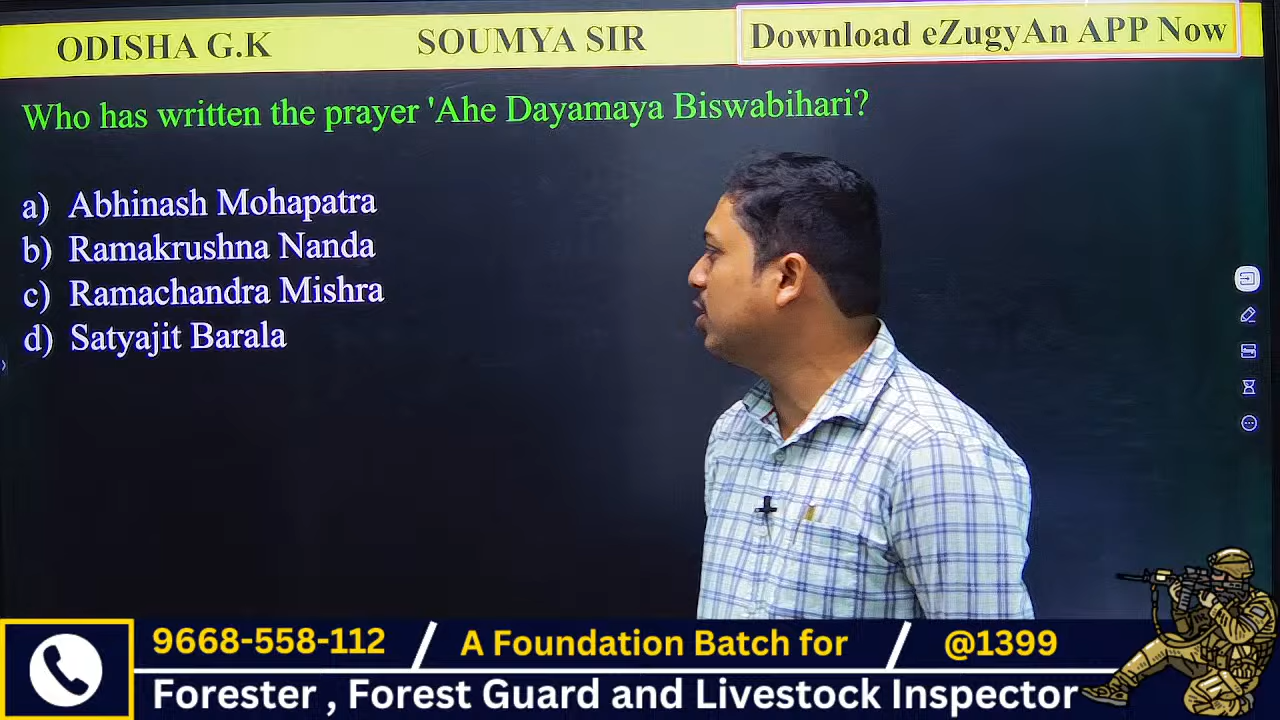 ODISHA G.K SOUMYA SIR Download eZugyAn APP Now
Who has written the prayer 'Ahe Dayamaya Biswabihari?
a) Abhinash Mohapatra
b) Ramakrushna Nanda
c) Ramachandra Mishra
d) Satyajit Barala
9668-558-112 / A Foundation Batch for / @1399
Forester , Forest Guard and Livestock Inspector